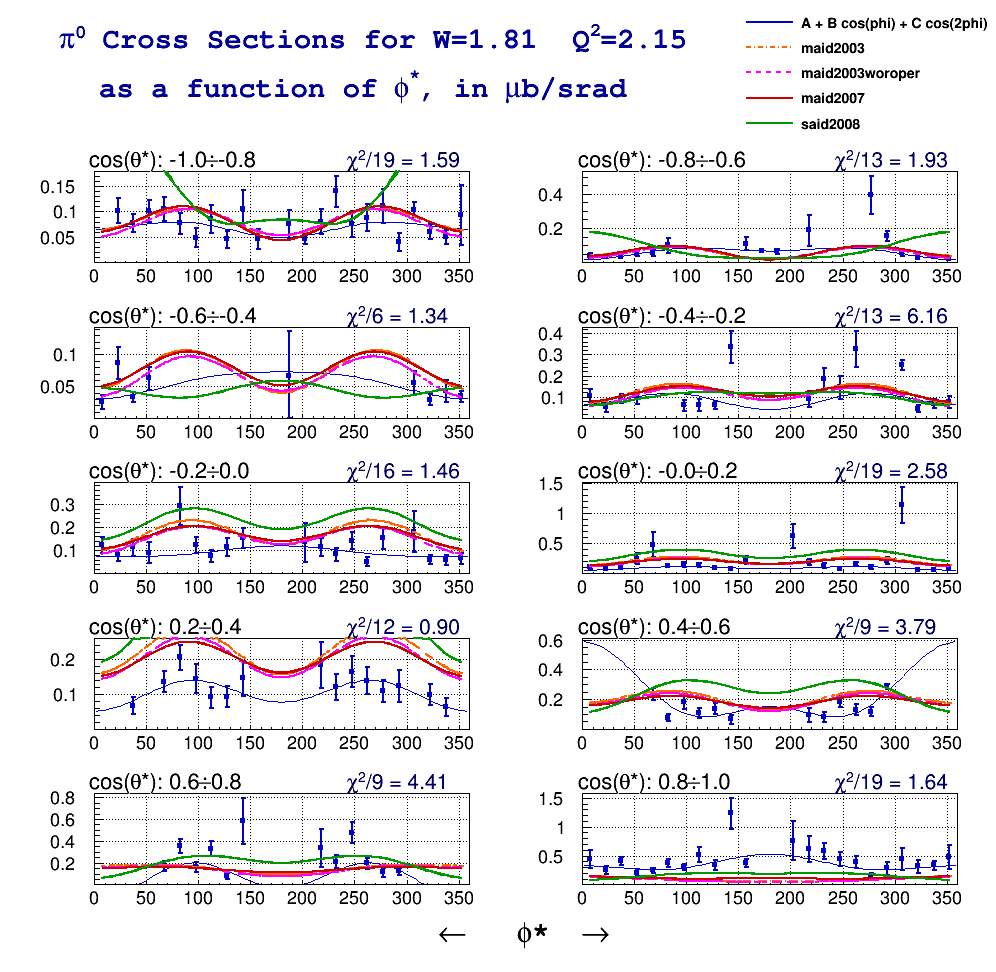 π⁰ Cross Sections for W=1.81 Q²=2.15
as a function of ϕ*, in μb/srad
A + B cos(phi) + C cos(2phi)
maid2003
maid2003woroper
maid2007
said2008
cos(θ*): -1.0÷-0.8 χ²/19 = 1.59
0.15
0.1
0.05
0 50 100 150 200 250 300 350
cos(θ*): -0.8÷-0.6 χ²/13 = 1.93
0.4
0.2
0 50 100 150 200 250 300 350
cos(θ*): -0.6÷-0.4 χ²/6 = 1.34
0.1
0.05
0 50 100 150 200 250 300 350
cos(θ*): -0.4÷-0.2 χ²/13 = 6.16
0.4
0.3
0.2
0.1
0 50 100 150 200 250 300 350
cos(θ*): -0.2÷0.0 χ²/16 = 1.46
0.3
0.2
0.1
0 50 100 150 200 250 300 350
cos(θ*): -0.0÷0.2 χ²/19 = 2.58
1.5
1
0.5
0 50 100 150 200 250 300 350
cos(θ*): 0.2÷0.4 χ²/12 = 0.90
0.2
0.1
0 50 100 150 200 250 300 350
cos(θ*): 0.4÷0.6 χ²/9 = 3.79
0.6
0.4
0.2
0 50 100 150 200 250 300 350
cos(θ*): 0.6÷0.8 χ²/9 = 4.41
0.8
0.6
0.4
0.2
0 50 100 150 200 250 300 350
cos(θ*): 0.8÷1.0 χ²/19 = 1.64
1.5
1
0.5
0 50 100 150 200 250 300 350
← ϕ* →